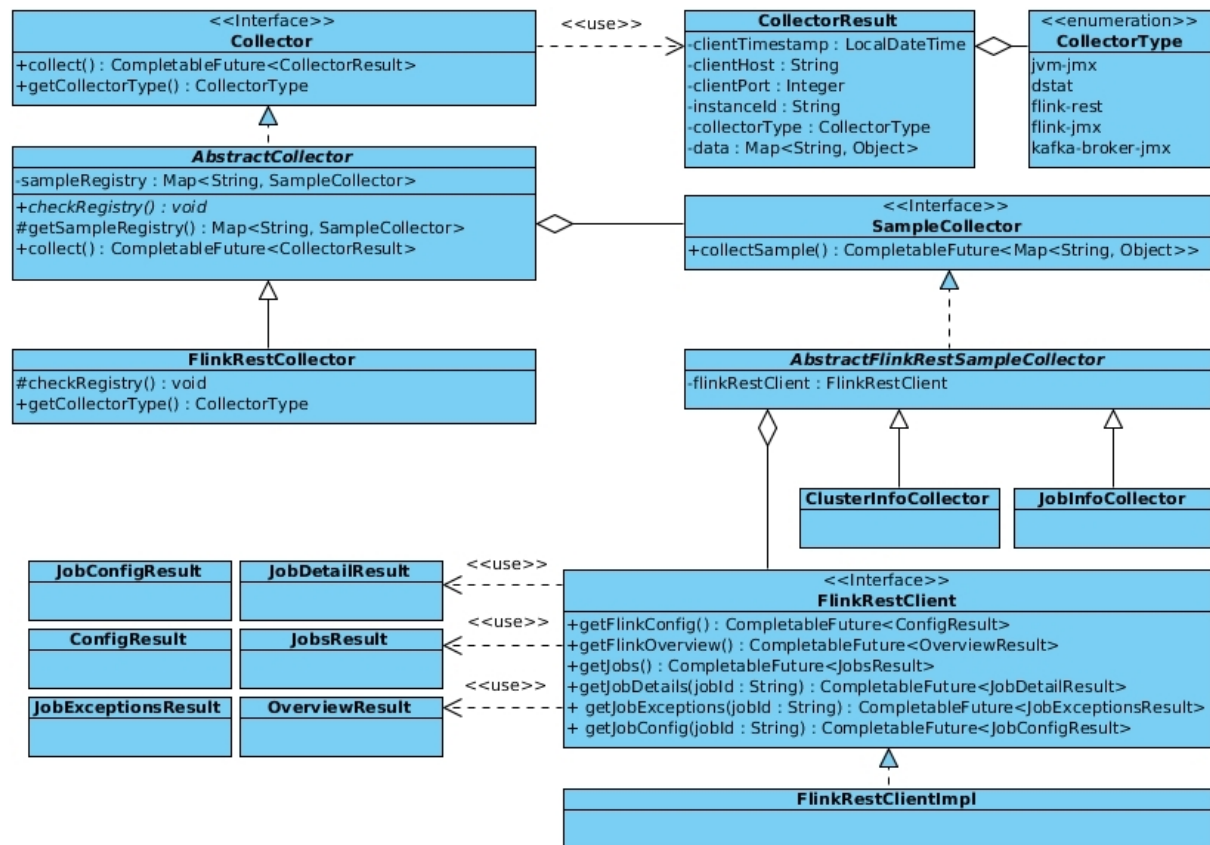 <<Interface>>
Collector
+collect() : CompletableFuture<CollectorResult>
+getCollectorType() : CollectorType
<<use>>
CollectorResult
-clientTimestamp : LocalDateTime
-clientHost : String
-clientPort : Integer
-instanceId : String
-collectorType : CollectorType
-data : Map<String, Object>
<<enumeration>>
CollectorType
jvm-jmx
dstat
flink-rest
flink-jmx
kafka-broker-jmx
AbstractCollector
-sampleRegistry : Map<String, SampleCollector>
+checkRegistry() : void
#getSampleRegistry() : Map<String, SampleCollector>
+collect() : CompletableFuture<CollectorResult>
<<Interface>>
SampleCollector
+collectSample() : CompletableFuture<Map<String, Object>>
FlinkRestCollector
#checkRegistry() : void
+getCollectorType() : CollectorType
AbstractFlinkRestSampleCollector
-flinkRestClient : FlinkRestClient
ClusterInfoCollector
JobInfoCollector
JobConfigResult
JobDetailResult
<<use>>
ConfigResult
JobsResult
<<use>>
JobExceptionsResult
OverviewResult
<<use>>
<<Interface>>
FlinkRestClient
+getFlinkConfig() : CompletableFuture<ConfigResult>
+getFlinkOverview() : CompletableFuture<OverviewResult>
+getJobs() : CompletableFuture<JobsResult>
+getJobDetails(jobId : String) : CompletableFuture<JobDetailResult>
+ getJobExceptions(jobId : String) : CompletableFuture<JobExceptionsResult>
+ getJobConfig(jobId : String) : CompletableFuture<JobConfigResult>
FlinkRestClientImpl